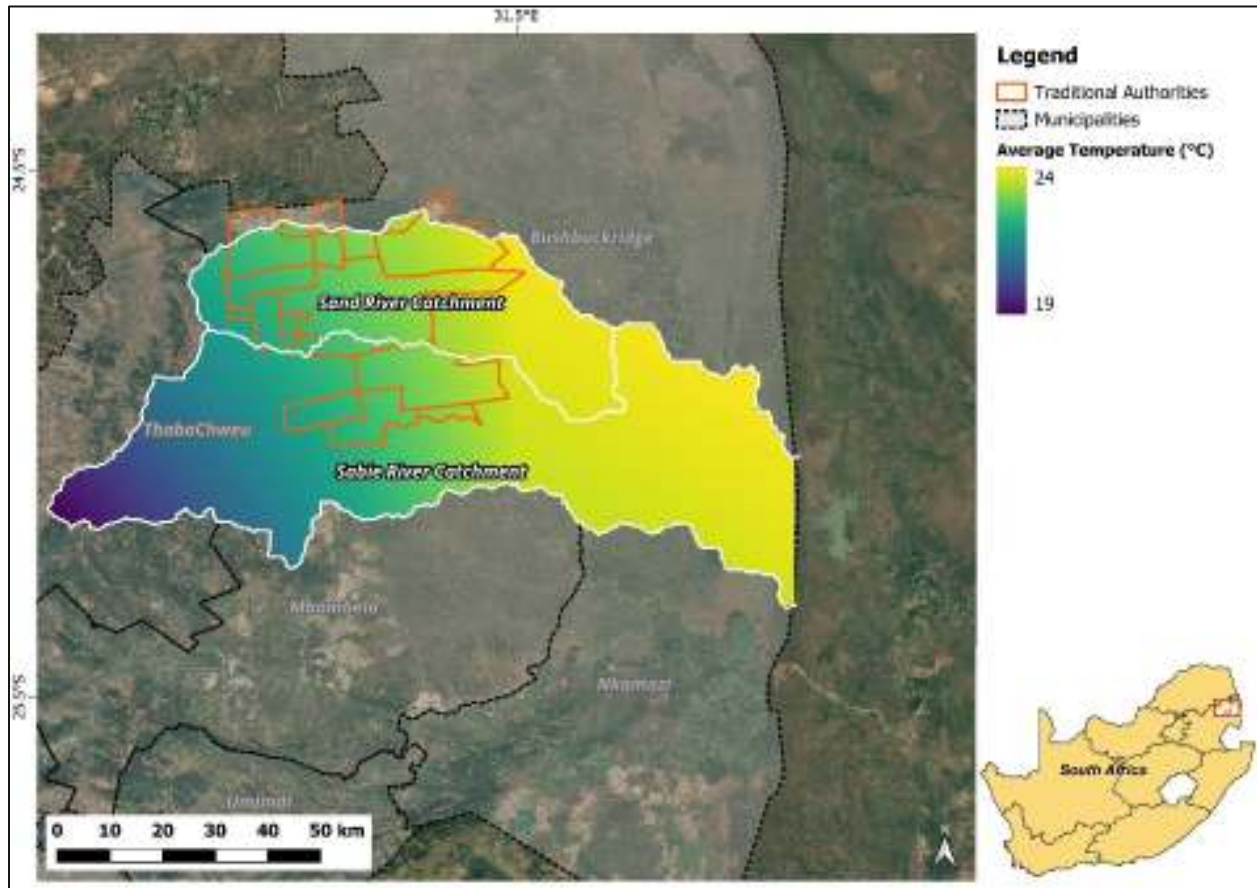 31.5°E
Legend
Traditional Authorities
Municipalities
Average Temperature (°C)
24
19
24.5°S
Bushbuckridge
Sand River Catchment
ThabaChweu
Sabie River Catchment
Mbombela
Nkomazi
25.5°S
South Africa
Umjindi
0 10 20 30 40 50 km